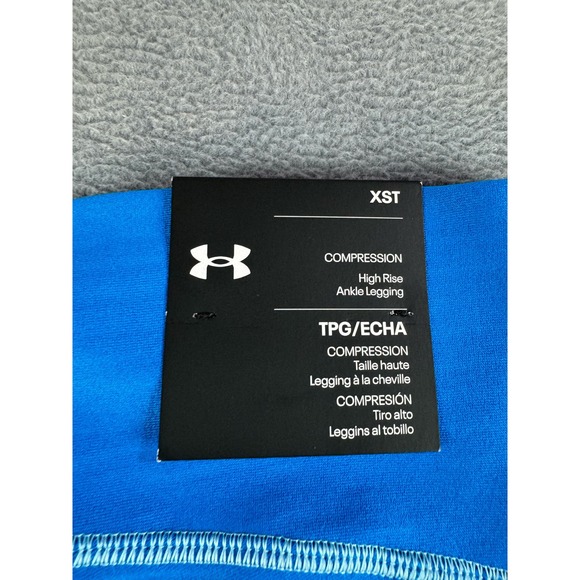 XST
COMPRESSION
High Rise
Ankle Legging
TPG/ECHA
COMPRESSION
Taille haute
Legging à la cheville
COMPRESIÓN
Tiro alto
Leggins al tobillo